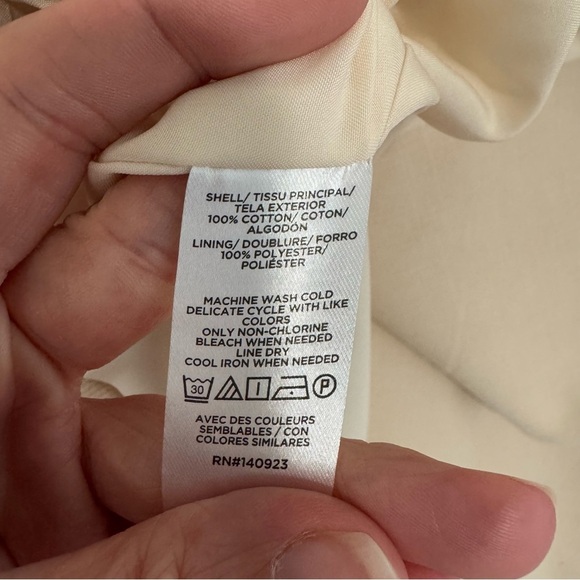 SHELL/ TISSU PRINCIPAL/
TELA EXTERIOR
100% COTTON/ COTON/
ALGODÓN
LINING/ DOUBLURE/ FORRO
100% POLYESTER/
POLIÉSTER
MACHINE WASH COLD
DELICATE CYCLE WITH LIKE
COLORS
ONLY NON-CHLORINE
BLEACH WHEN NEEDED
LINE DRY
COOL IRON WHEN NEEDED
30 P
AVEC DES COULEURS
SEMBLABLES / CON
COLORES SIMILARES
RN#140923